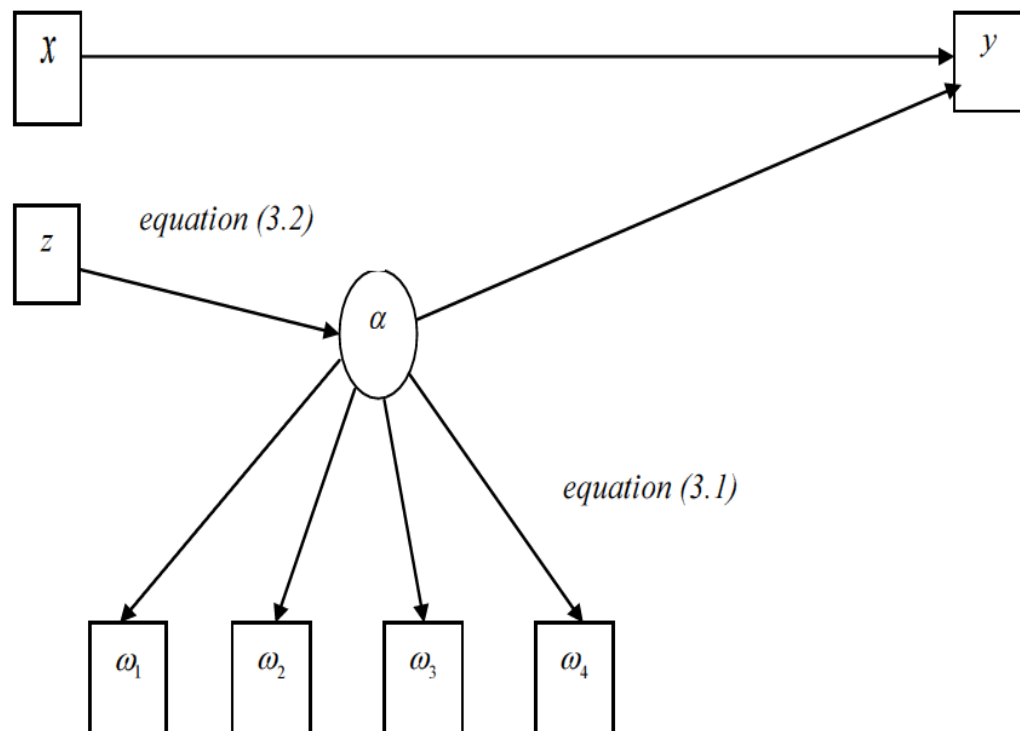 x
y
equation (3.2)
z
α
equation (3.1)
ω₁
ω₂
ω₃
ω₄